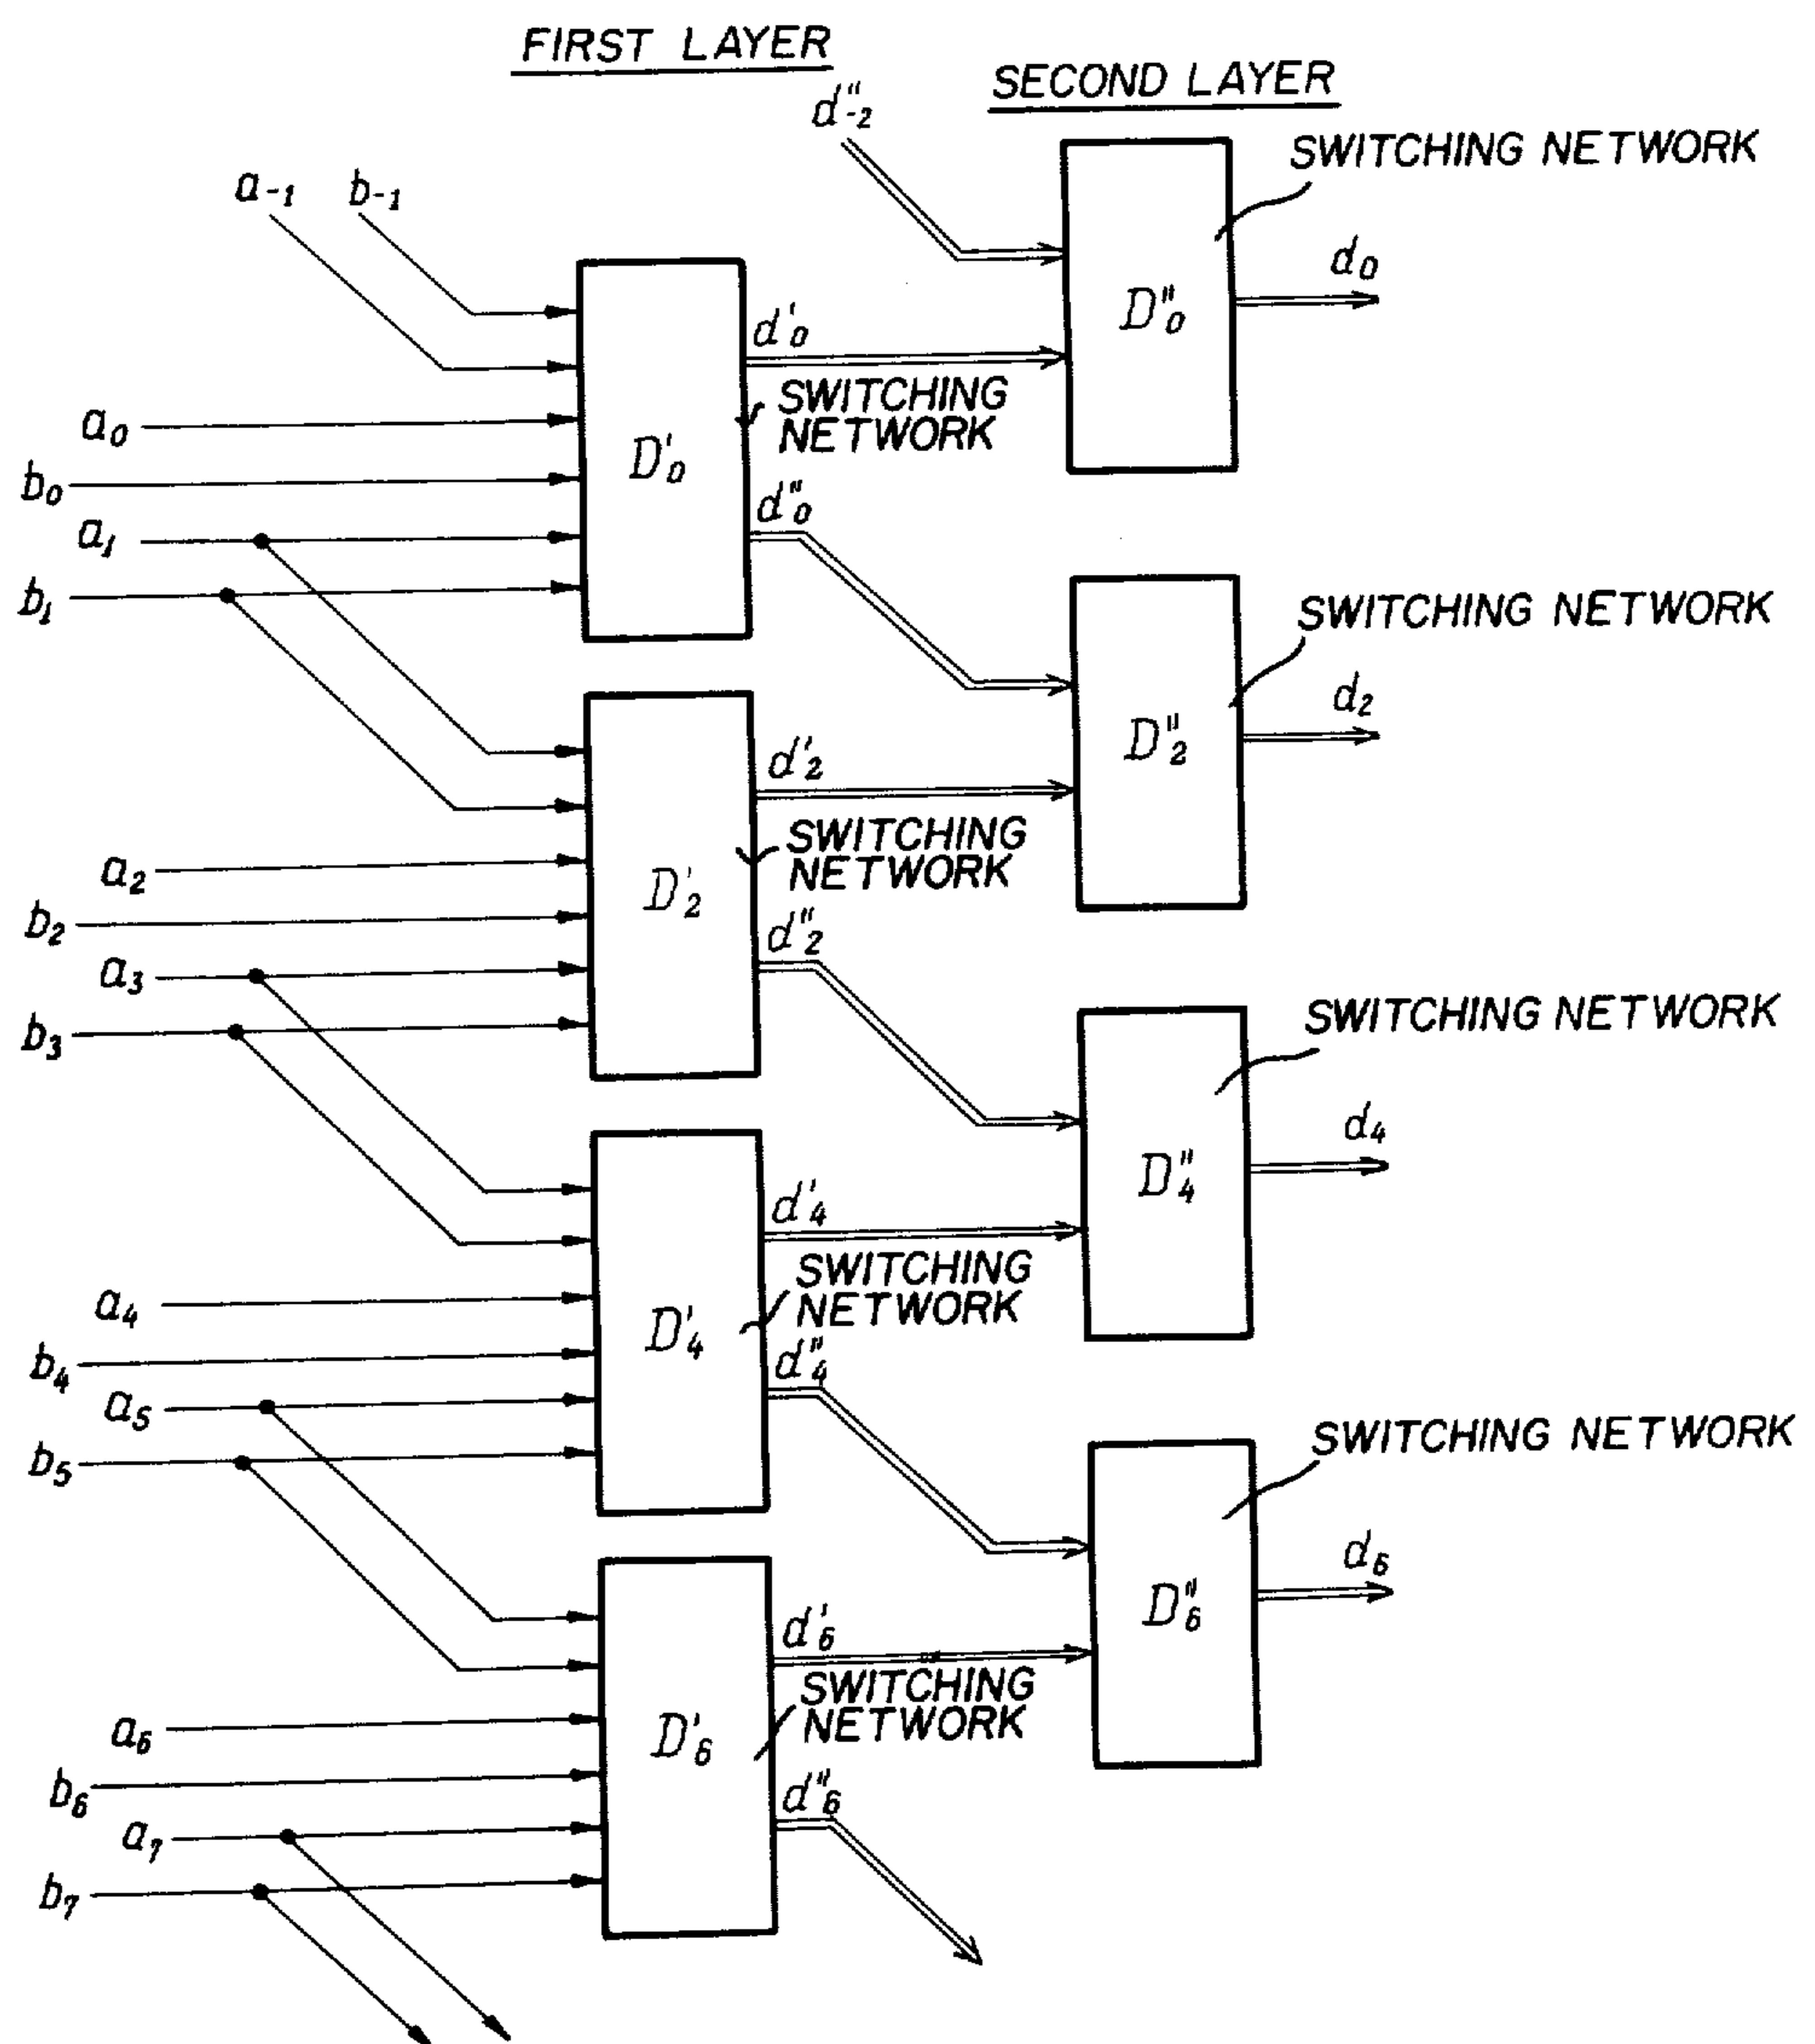 FIRST LAYER
SECOND LAYER
d"-2
SWITCHING NETWORK
a-1
b-1
d0
D"0
d'0
SWITCHING
NETWORK
a0
D'0
b0
d"0
a1
b1
SWITCHING NETWORK
d2
D"2
d'2
SWITCHING
NETWORK
a2
D'2
b2
d"2
a3
b3
SWITCHING NETWORK
d4
D"4
d'4
SWITCHING
NETWORK
a4
D'4
b4
d"4
a5
b5
SWITCHING NETWORK
d6
D"6
d'6
SWITCHING
NETWORK
a6
D'6
b6
d"6
a7
b7